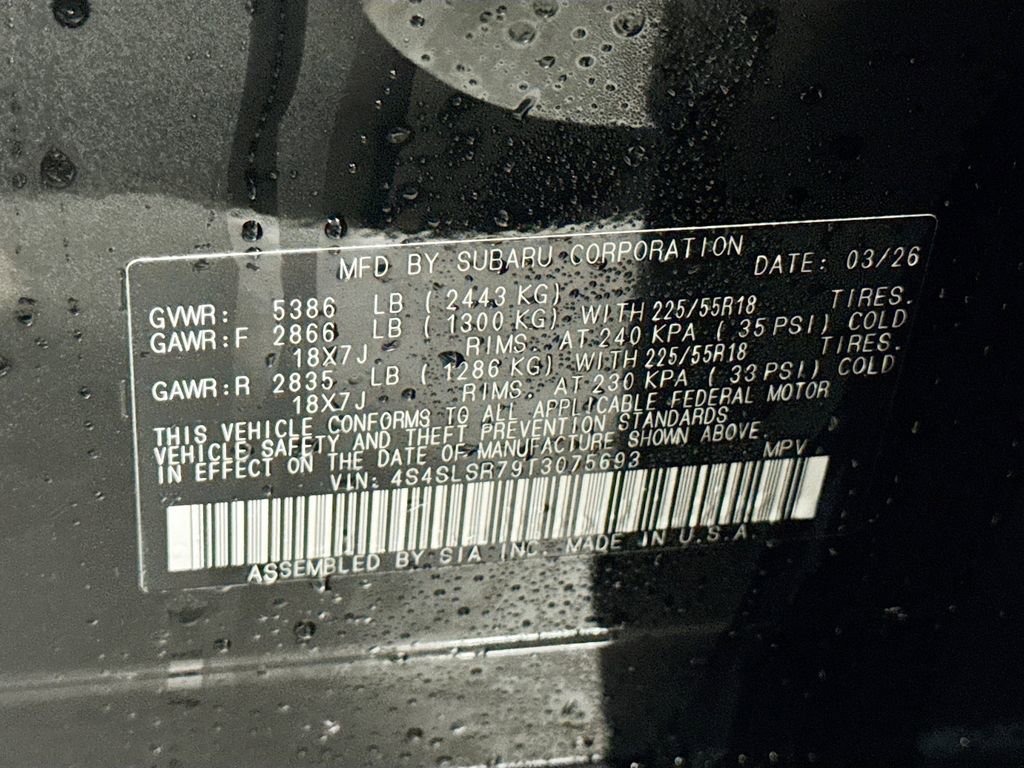 MFD BY SUBARU CORPORATION DATE: 03/26
GVWR: 5386 LB ( 2443 KG)
GAWR:F 2866 LB ( 1300 KG) WITH 225/55R18 TIRES.
18X7J RIMS. AT 240 KPA ( 35 PSI) COLD
GAWR:R 2835 LB ( 1286 KG) WITH 225/55R18 TIRES.
18X7J RIMS. AT 230 KPA ( 33 PSI) COLD
THIS VEHICLE CONFORMS TO ALL APPLICABLE FEDERAL MOTOR
VEHICLE SAFETY AND THEFT PREVENTION STANDARDS
IN EFFECT ON THE DATE OF MANUFACTURE SHOWN ABOVE.
VIN: 4S4SLSR79T3075693 MPV
ASSEMBLED BY SIA INC. MADE IN U.S.A